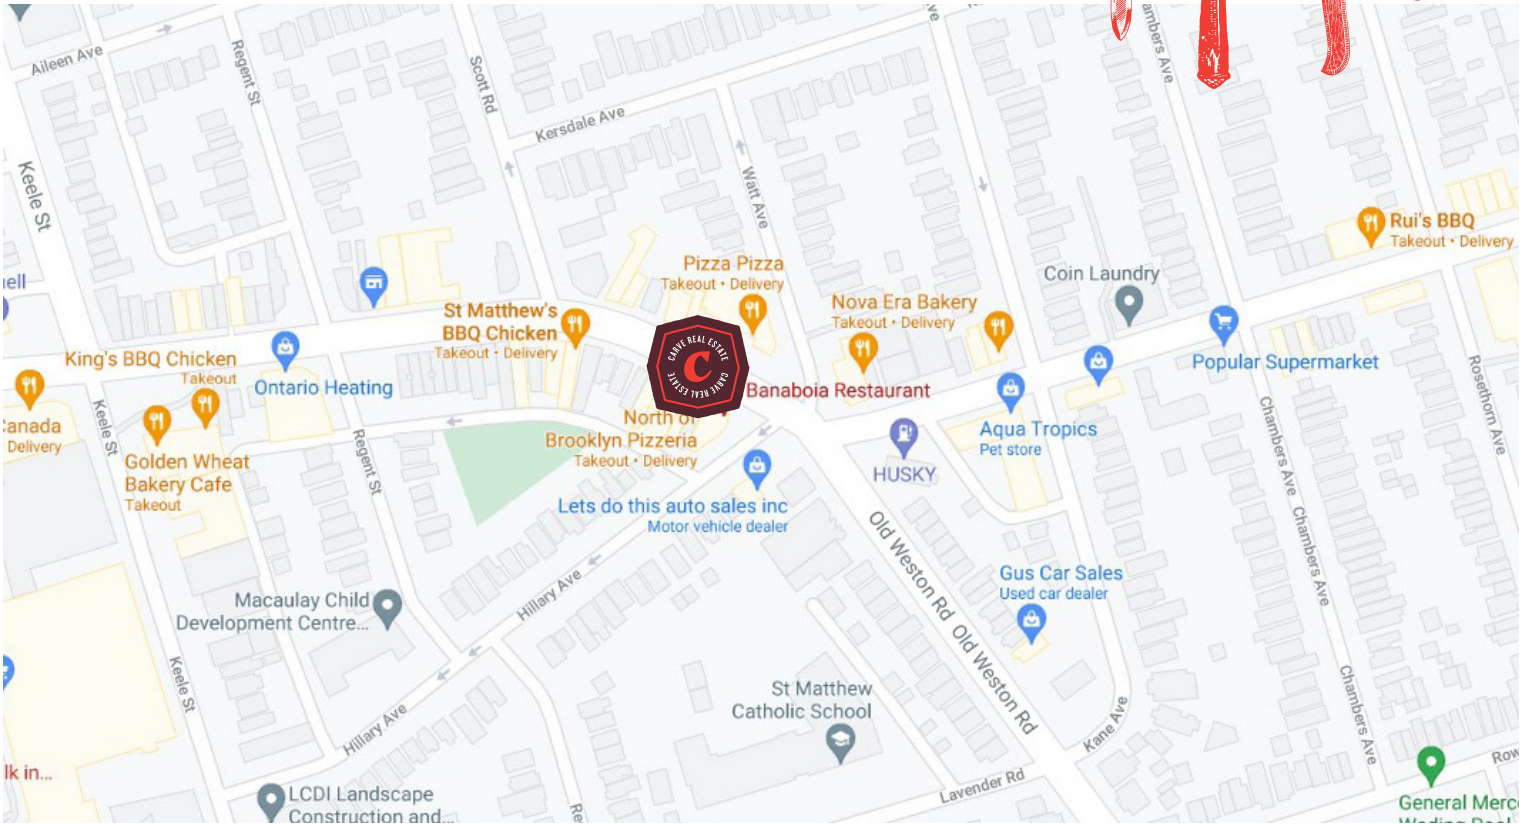 Aileen Ave
Regent St
Scott Rd
Kersdale Ave
Chambers Ave
Keele St
Watt Ave
Rui's BBQ
Takeout • Delivery
Pizza Pizza
Takeout • Delivery
Coin Laundry
St Matthew's
BBQ Chicken
Takeout • Delivery
Nova Era Bakery
Takeout • Delivery
King's BBQ Chicken
Takeout
Ontario Heating
CARVE REAL ESTATE
C
CARVE REAL ESTATE
Banaboia Restaurant
Popular Supermarket
Rosethorn Ave
Delivery
Keele St
Golden Wheat
Bakery Cafe
Takeout
Regent St
North of
Brooklyn Pizzeria
Takeout • Delivery
HUSKY
Aqua Tropics
Pet store
Chambers Ave
Chambers Ave
Lets do this auto sales inc
Motor vehicle dealer
Old Weston Rd
Old Weston Rd
Gus Car Sales
Used car dealer
Hillary Ave
Macaulay Child
Development Centre...
Keele St
St Matthew
Catholic School
Hillary Ave
Kane Ave
Chambers Ave
Lavender Rd
LCDI Landscape
Construction and...
General Merc